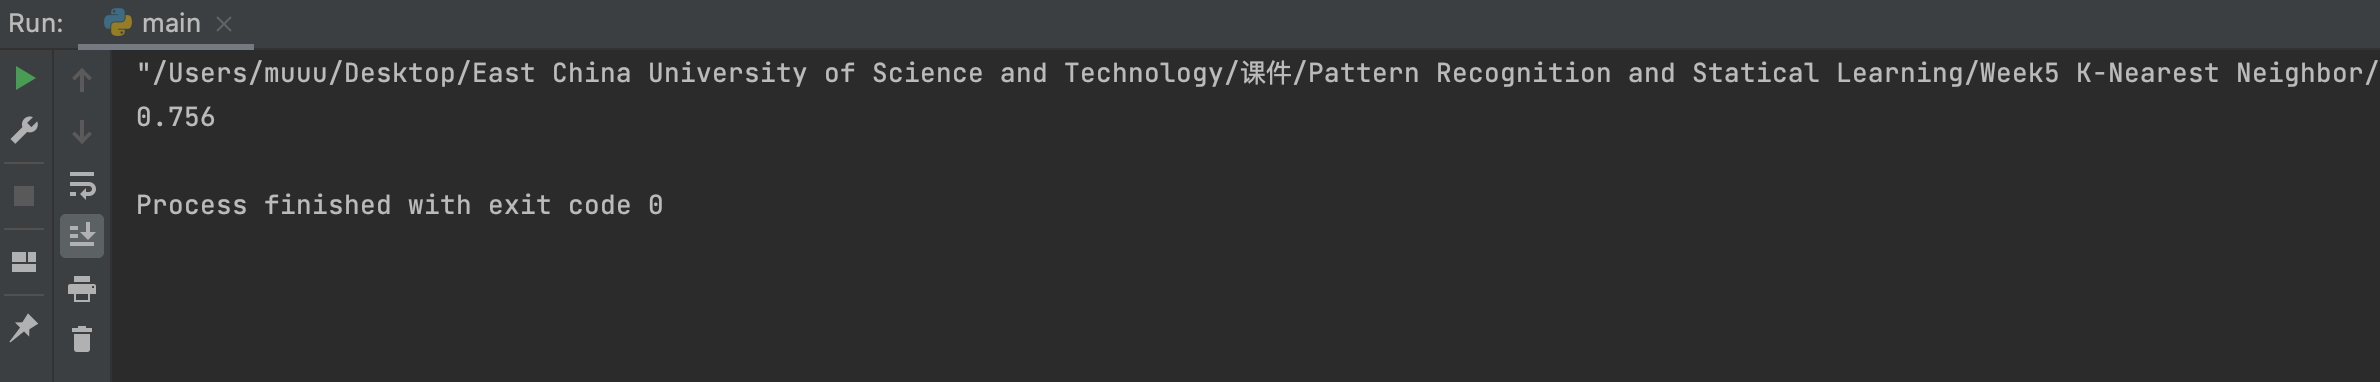 Run: main
"/Users/muuu/Desktop/East China University of Science and Technology/课件/Pattern Recognition and Statical Learning/Week5 K-Nearest Neighbor/
0.756
Process finished with exit code 0